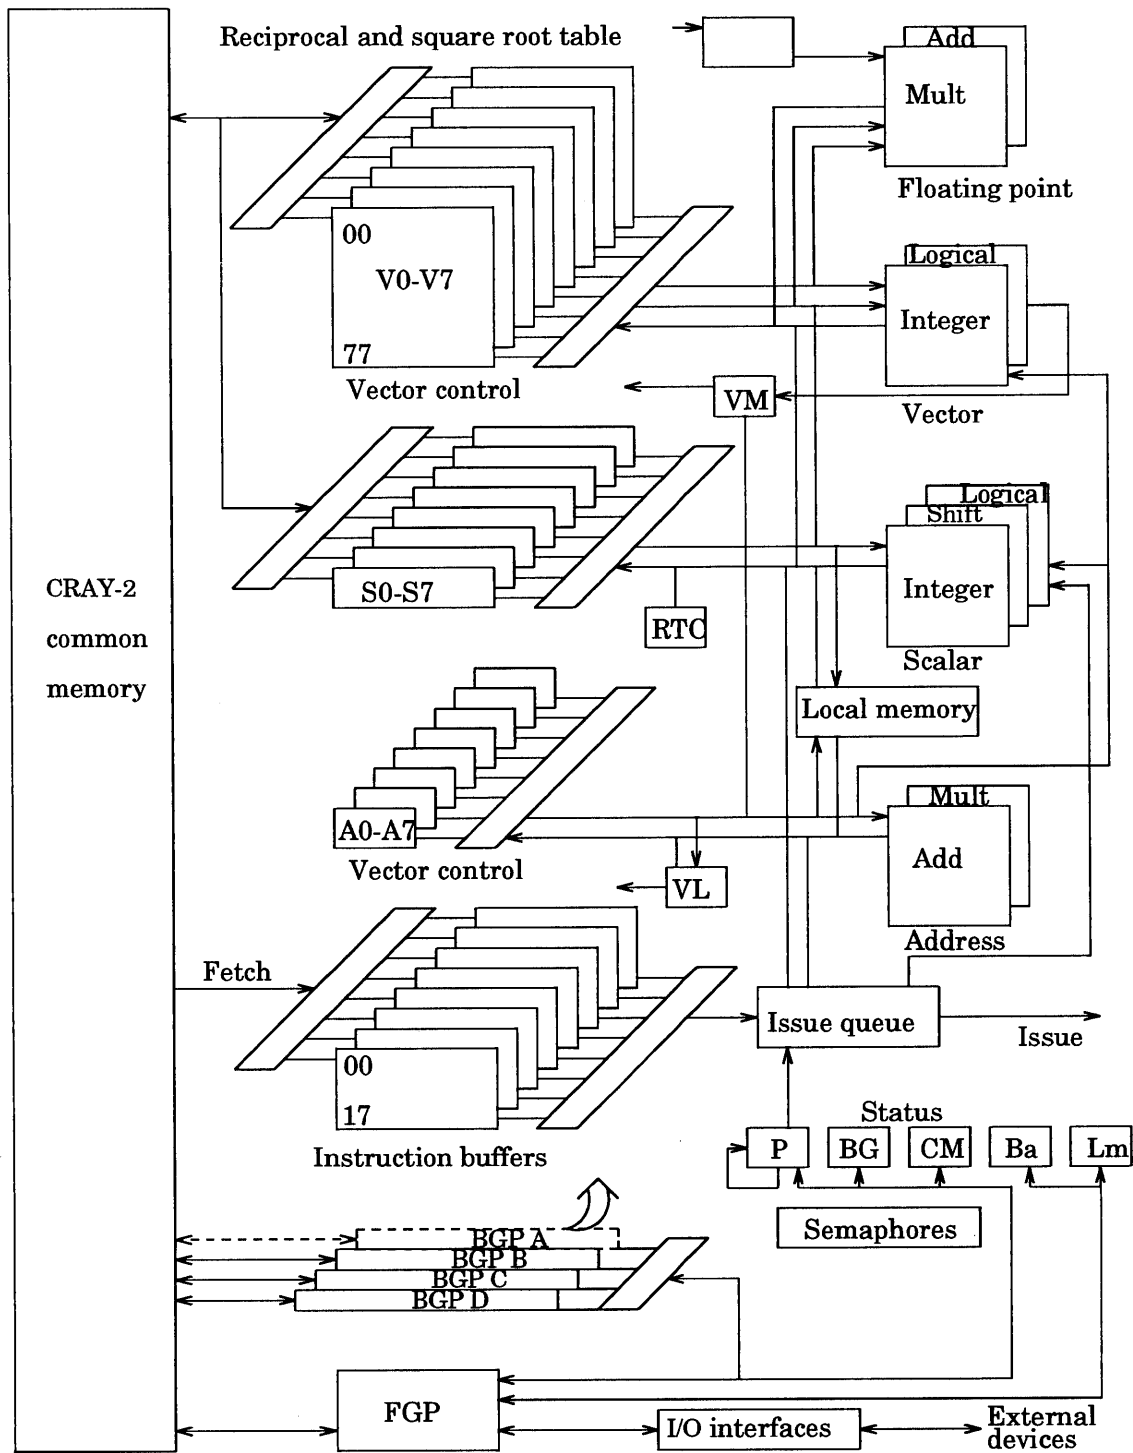 Reciprocal and square root table
Add
Mult
Floating point
00
V0-V7
77
Vector control
Logical
Integer
Vector
VM
CRAY-2
common
memory
S0-S7
RTC
Logical
Shift
Integer
Scalar
Local memory
A0-A7
Vector control
VL
Mult
Add
Address
Fetch
00
17
Instruction buffers
Issue queue
Issue
Status
P
BG
CM
Ba
Lm
Semaphores
BGP A
BGP B
BGP C
BGP D
FGP
I/O interfaces
External
devices